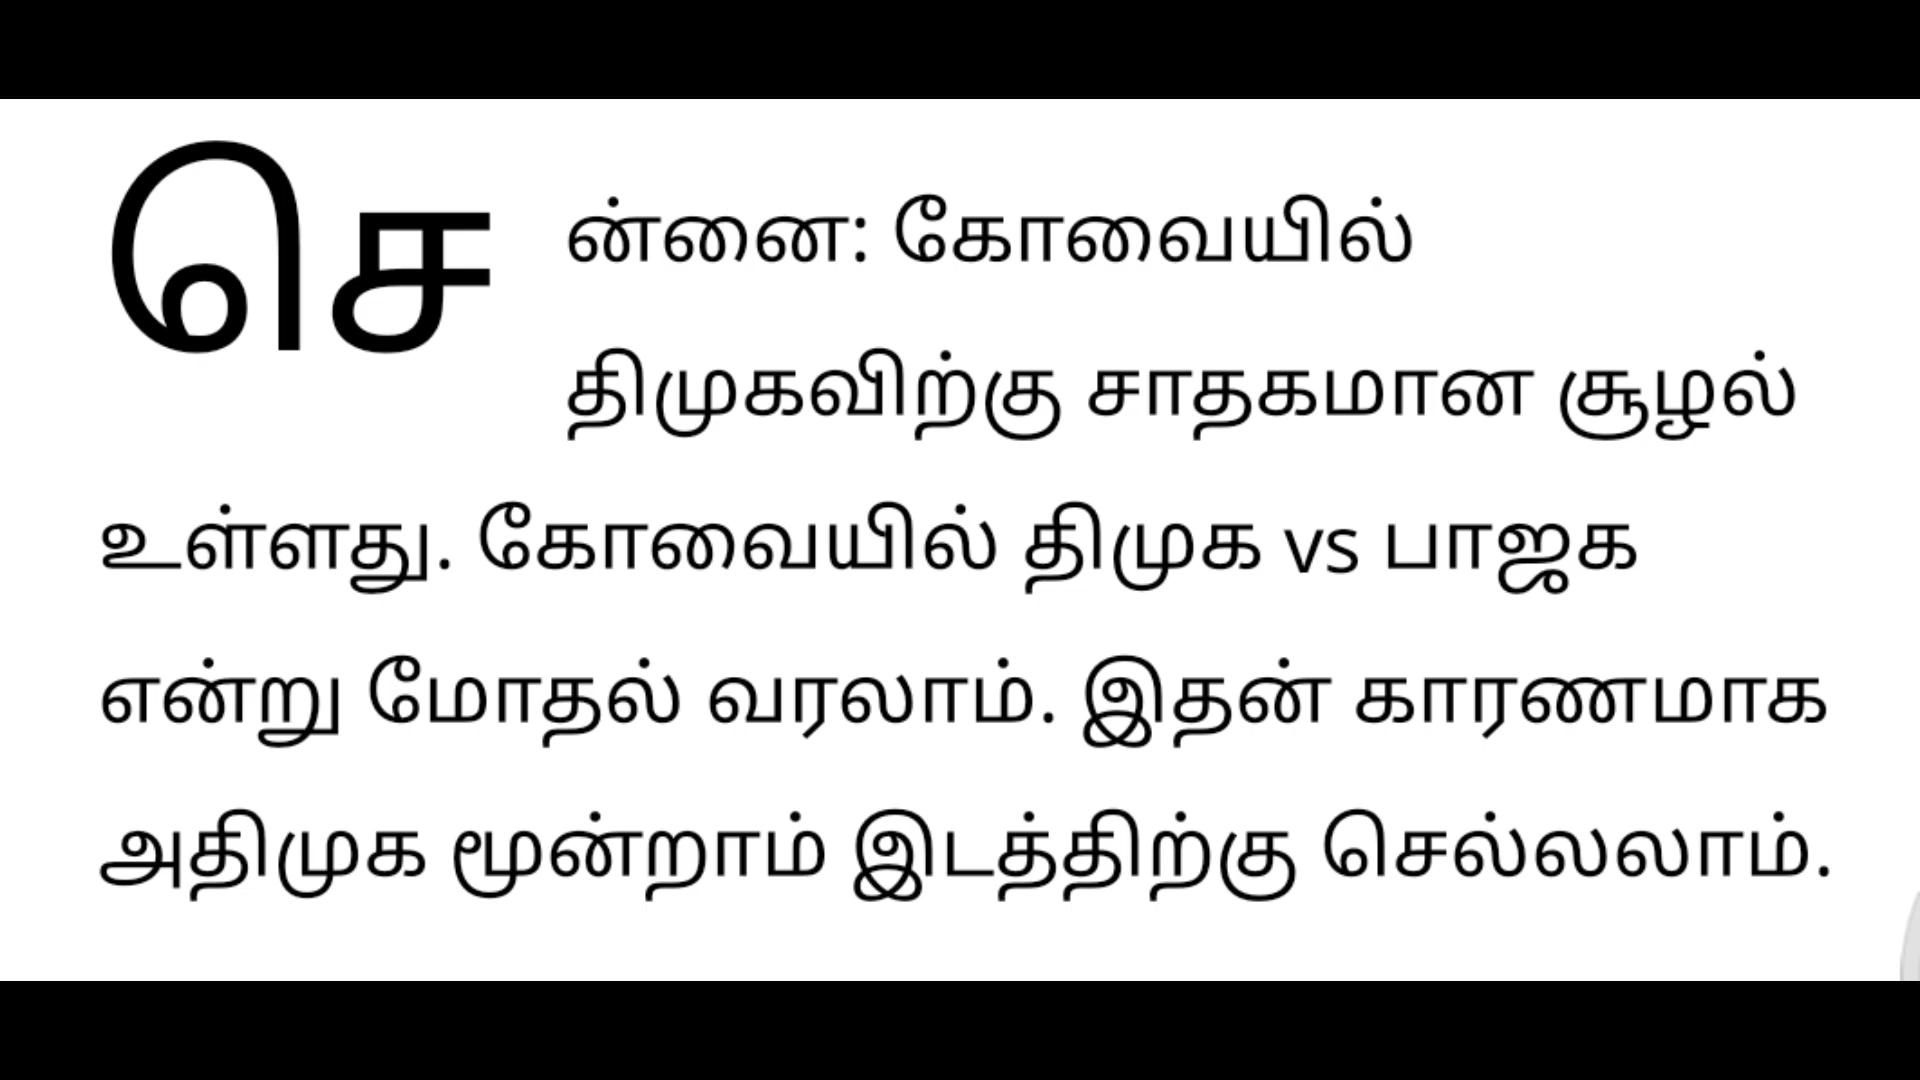 சென்னை: கோவையில்
திமுகவிற்கு சாதகமான சூழல்
உள்ளது. கோவையில் திமுக vs பாஜக
என்று மோதல் வரலாம். இதன் காரணமாக
அதிமுக மூன்றாம் இடத்திற்கு செல்லலாம்.